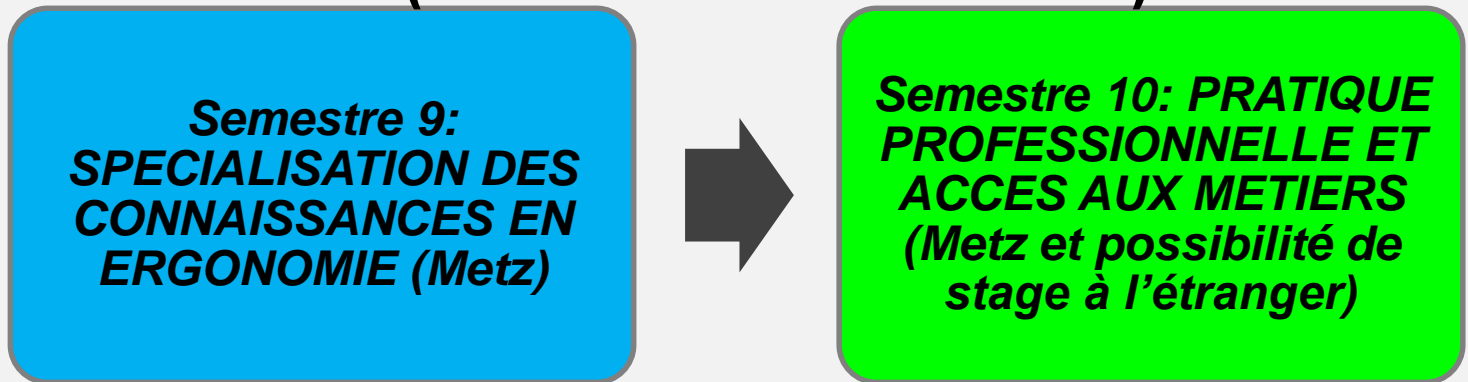 Semestre 9:
SPECIALISATION DES
CONNAISSANCES EN
ERGONOMIE (Metz)
Semestre 10: PRATIQUE
PROFESSIONNELLE ET
ACCES AUX METIERS
(Metz et possibilité de
stage à l’étranger)